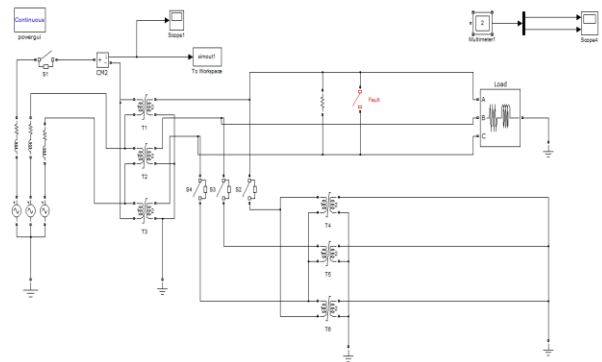 Continuous
powergui
S1
CM2
Scope1
simout1
To Workspace
2
Multimeter1
Scope4
T1
T2
T3
Fault
Load
A
B
C
S4
S3
S2
T4
T5
T6